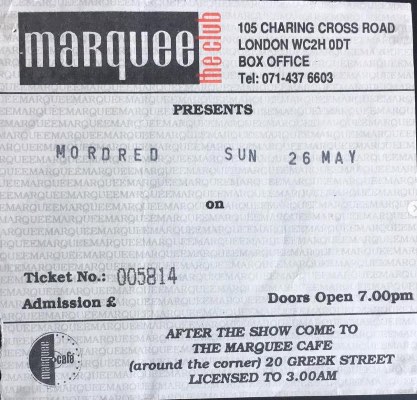 marquee the club
105 CHARING CROSS ROAD
LONDON WC2H 0DT
BOX OFFICE
Tel: 071-437 6603
PRESENTS
MORDRED SUN 26 MAY
on
Ticket No.: 005814
Admission £ Doors Open 7.00pm
marquee café
AFTER THE SHOW COME TO
THE MARQUEE CAFE
(around the corner) 20 GREEK STREET
LICENSED TO 3.00AM